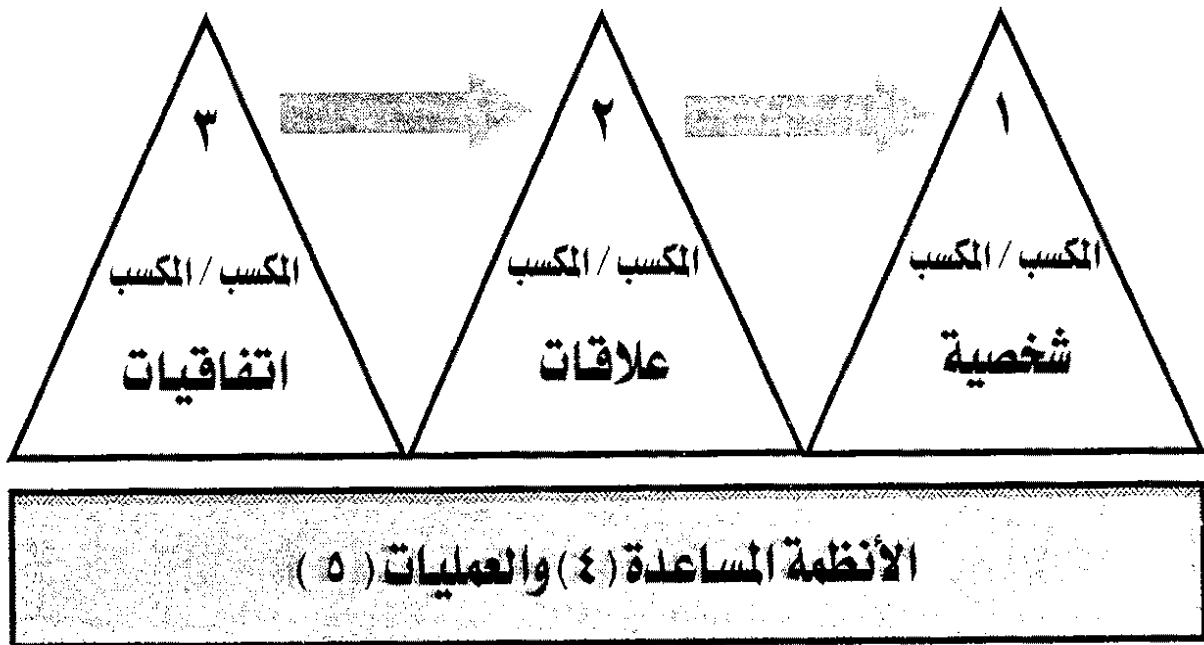 ١
المكسب / المكسب
شخصية
٢
المكسب / المكسب
علاقات
٣
المكسب / المكسب
اتفاقيات
الأنظمة المساعدة (٤) والعمليات (٥)